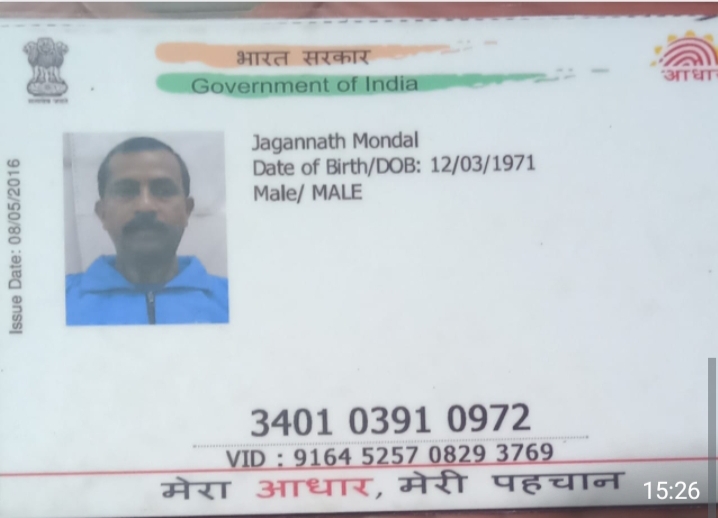 भारत सरकार
Government of India
आधार
Jagannath Mondal
Date of Birth/DOB: 12/03/1971
Male/ MALE
Issue Date: 08/05/2016
3401 0391 0972
VID : 9164 5257 0829 3769
मेरा आधार, मेरी पहचान
15:26